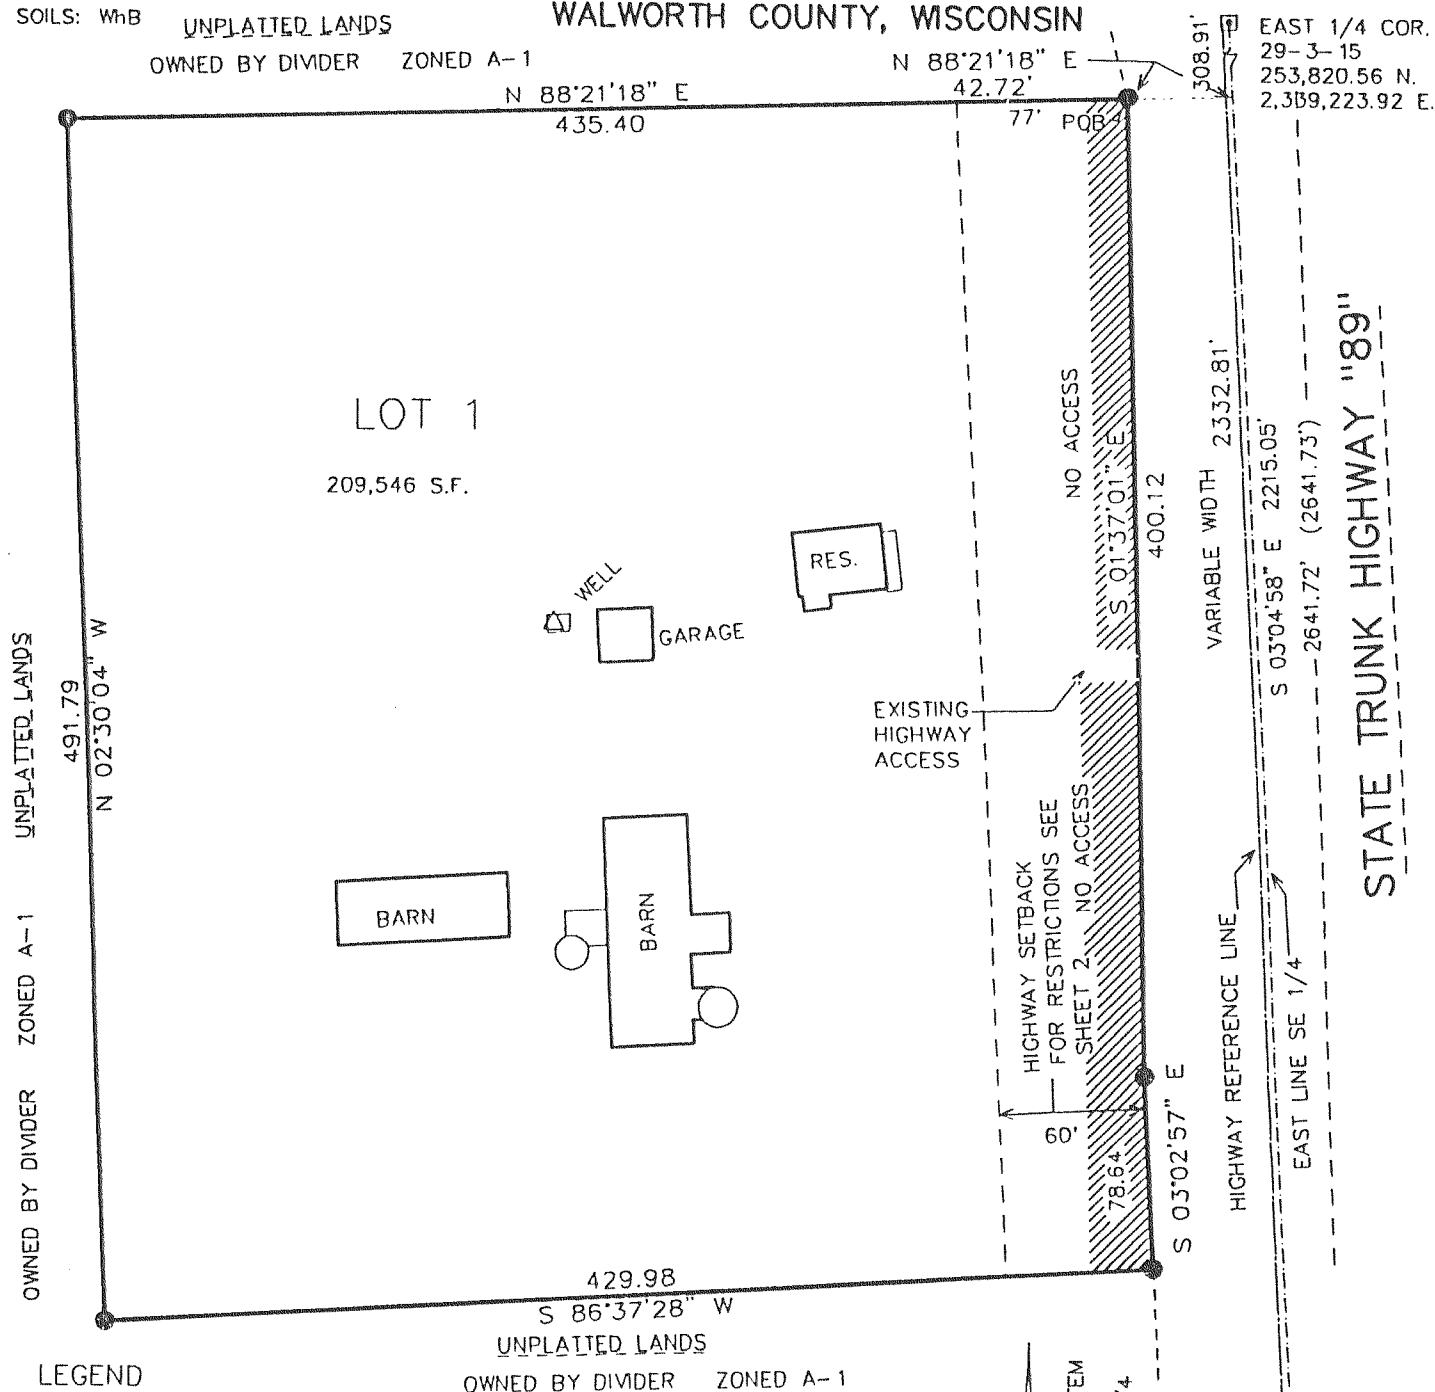 SOILS: WhB
UNPLATTED LANDS
OWNED BY DIVIDER ZONED A-1
WALWORTH COUNTY, WISCONSIN
N 88°21'18" E
42.72'
308.91'
EAST 1/4 COR.
29-3-15
253,820.56 N.
N 88°21'18" E
435.40
77'
POB
LOT 1
209,546 S.F.
NO ACCESS
S 01°37'01" E
400.12
VARIABLE WIDTH
2332.81'
S 03°04'58" E 2215.05'
2641.72' (2641.73')
STATE TRUNK HIGHWAY "89"
RES.
WELL
GARAGE
EXISTING
HIGHWAY
ACCESS
UNPLATTED LANDS
OWNED BY DIVIDER ZONED A-1
491.79
N 02°30'04" W
BARN
BARN
HIGHWAY SETBACK
FOR RESTRICTIONS SEE
SHEET 2
NO ACCESS
60'
78.64
S 03°02'57" E
HIGHWAY REFERENCE LINE
EAST LINE SE 1/4
429.98
S 86°37'28" W
UNPLATTED LANDS
OWNED BY DIVIDER ZONED A-1
LEGEND